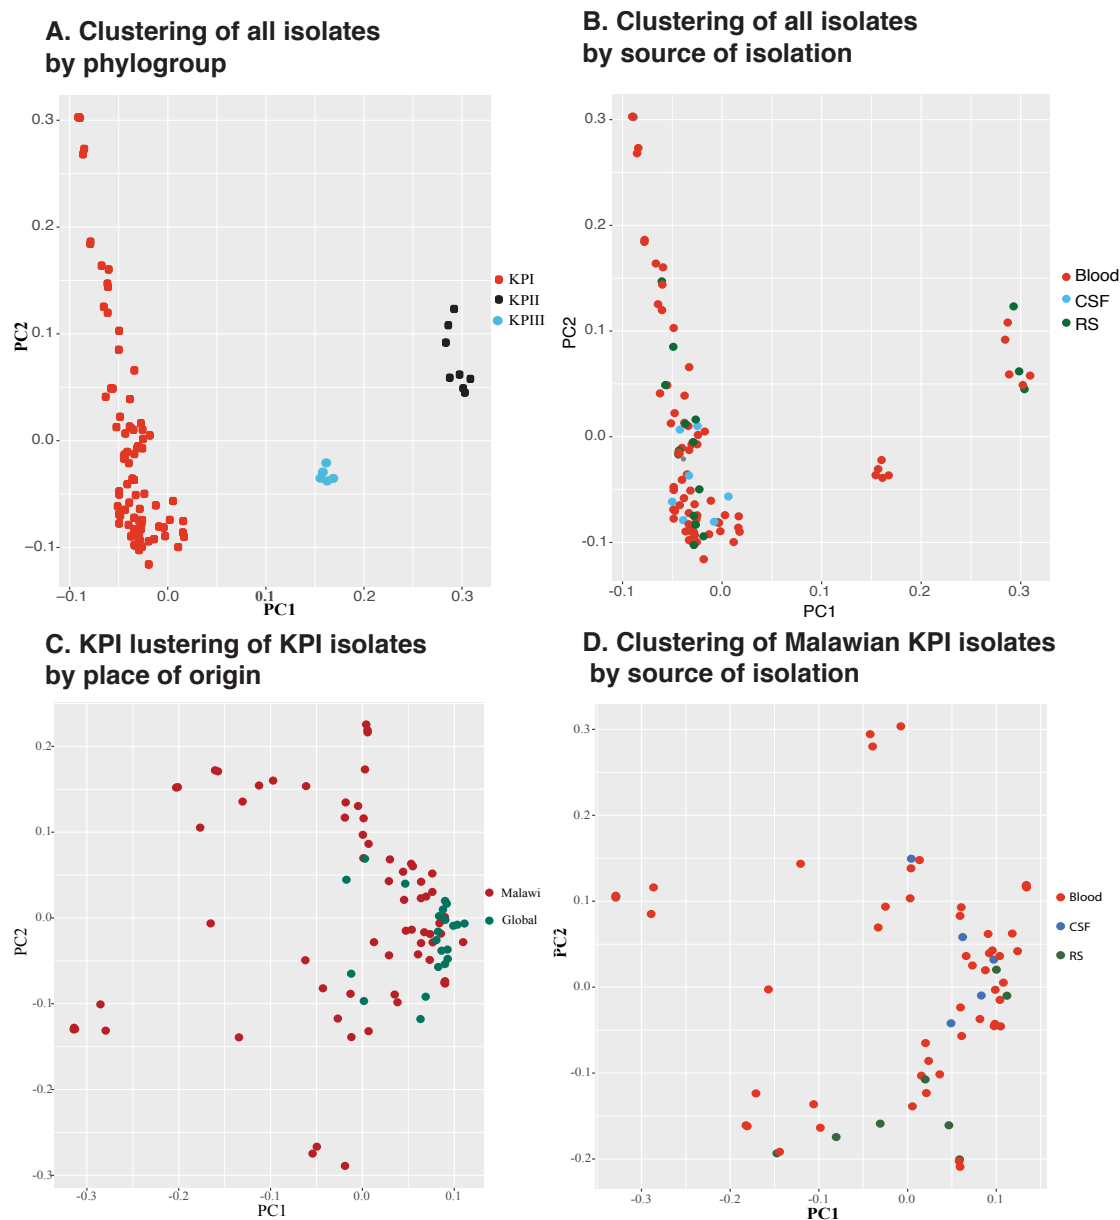 A. Clustering of all isolates
by phylogroup
0.3
0.2
0.1
0.0
−0.1
PC2
−0.1
0.0
0.1
0.2
0.3
PC1
KPI
KPII
KPIII
B. Clustering of all isolates
by source of isolation
0.3
0.2
0.1
0.0
-0.1
PC2
-0.1
0.0
0.1
0.2
0.3
PC1
Blood
CSF
RS
C. KPI lustering of KPI isolates
by place of origin
0.2
0.1
0.0
-0.1
-0.2
-0.3
PC2
-0.3
-0.2
-0.1
0.0
0.1
PC1
Malawi
Global
D. Clustering of Malawian KPI isolates
by source of isolation
0.3
0.2
0.1
0.0
-0.1
-0.2
PC2
-0.3
-0.2
-0.1
0.0
0.1
PC1
Blood
CSF
RS